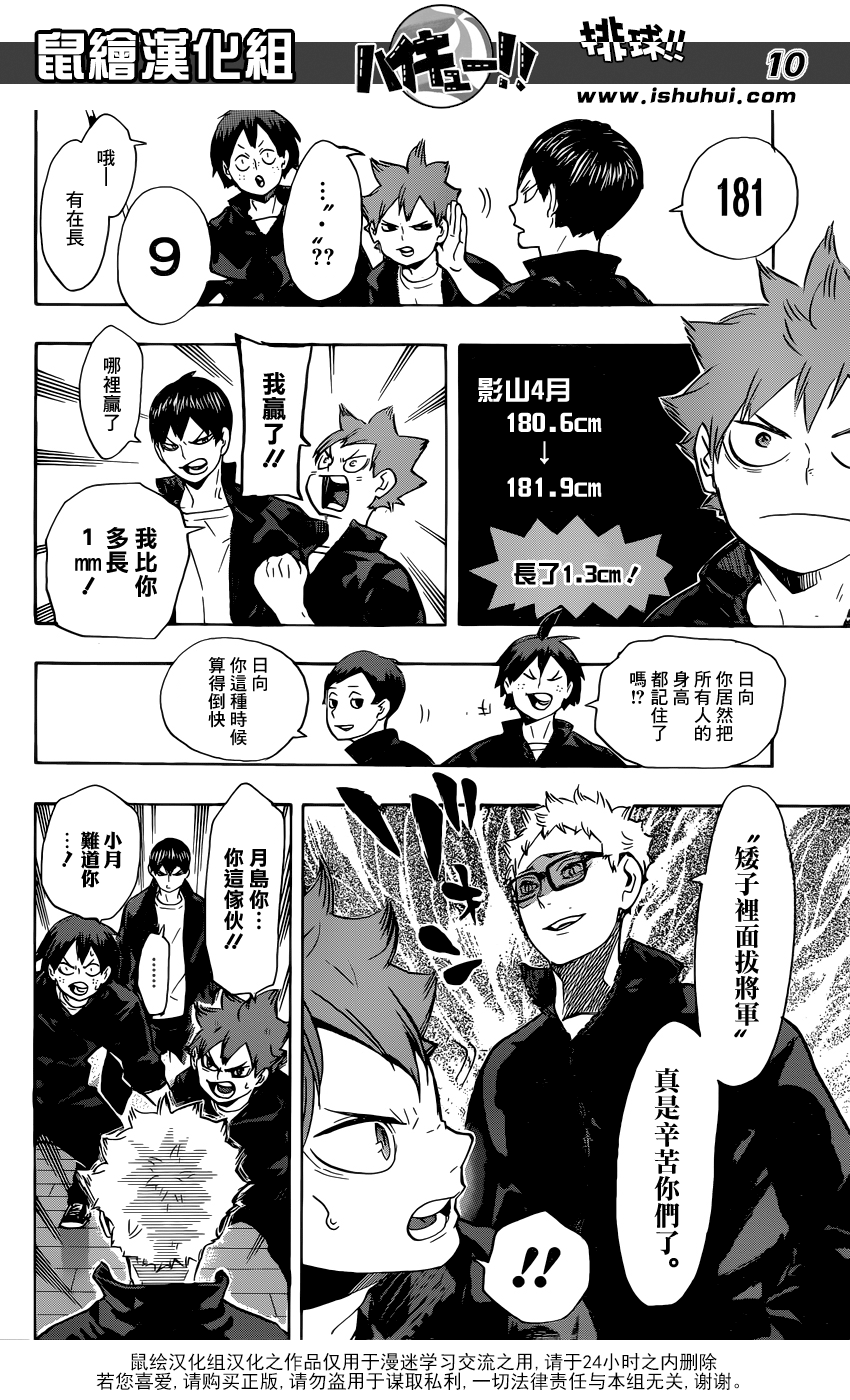 鼠繪漢化組
ハイキュー!!
排球!!
10
www.ishuhui.com
181
…"・"??
9
哦—
有在長
影山4月
180.6cm
↓
181.9cm
長了1.3cm!
我贏了!!
哪裡贏了
我比你
多長
1mm!
日向
你居然把
所有人的
身高
都記住了
嗎!?
日向
你這種時候
算得倒快
“矮子裡面拔將軍”
真是辛苦你們了。
!!
月島你…
你這傢伙!!
小月
難道你
…!
……
鼠绘汉化组汉化之作品仅用于漫迷学习交流之用,请于24小时之内删除
若您喜爱,请购买正版,请勿盗用于谋取私利,一切法律责任与本组无关,谢谢。